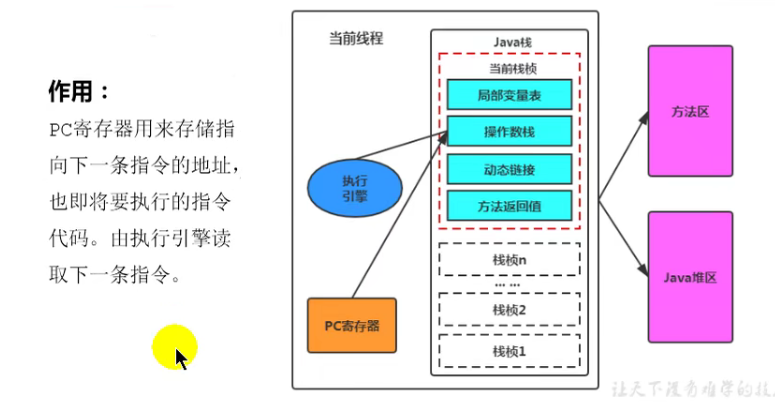 作用：
PC寄存器用来存储指
向下一条指令的地址，
也即将要执行的指令
代码。由执行引擎读
取下一条指令。
当前线程
Java栈
当前栈桢
局部变量表
操作数栈
动态链接
方法返回值
执行
引擎
PC寄存器
栈桢n
... ...
栈桢2
栈桢1
方法区
Java堆区
让天下没有难学的技